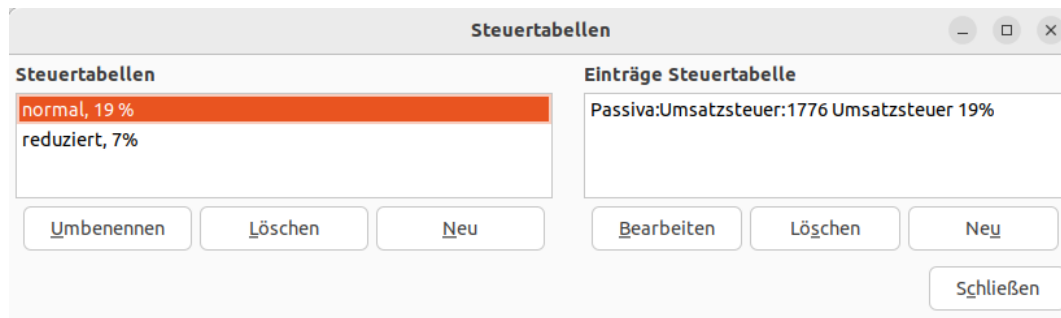 Steuertabellen
Steuertabellen
normal, 19 %
reduziert, 7%
Umbenennen Löschen Neu
Einträge Steuertabelle
Passiva:Umsatzsteuer:1776 Umsatzsteuer 19%
Bearbeiten Löschen Neu
Schließen